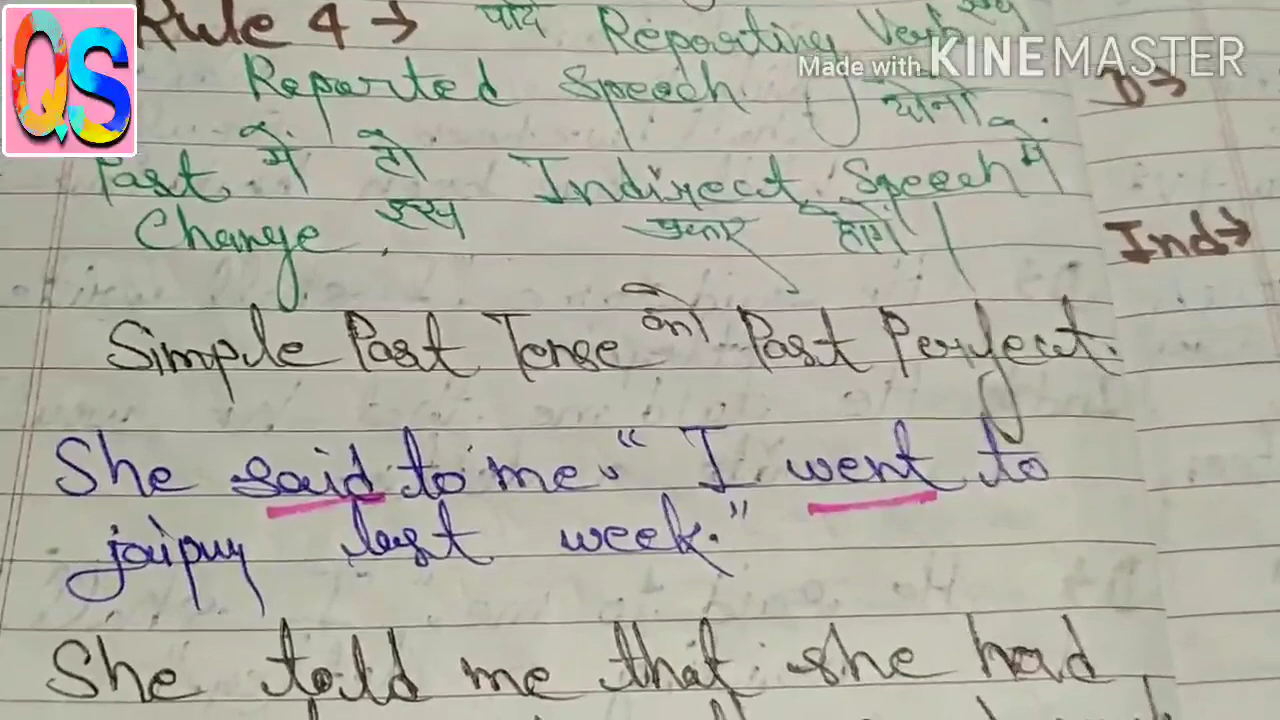 QS
Rule 4 → यदि Reporting Verb एवं
Made with KINEMASTER
Reported Speech दोनों
Past में हो तो Indirect Speech में
Change इस प्रकार होंगे।
Simple Past Tense को Past Perfect.
She said to me, “ I went to
jaipur last week.”
She told me that she had
D→
Ind→